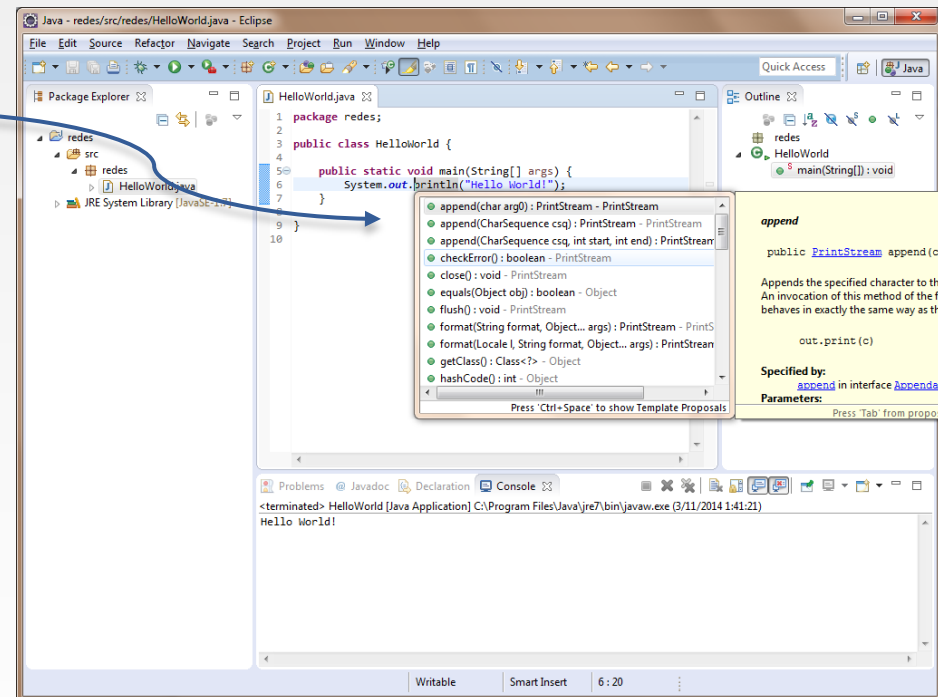 Java - redes/src/redes/HelloWorld.java - Eclipse
File Edit Source Refactor Navigate Search Project Run Window Help
Quick Access Java
Package Explorer
redes
src
redes
HelloWorld.java
JRE System Library [JavaSE-1.7]
HelloWorld.java
1 package redes;
2
3 public class HelloWorld {
4
5 public static void main(String[] args) {
6 System.out.println("Hello World!");
7 }
9 }
10
append(char arg0) : PrintStream - PrintStream
append(CharSequence csq) : PrintStream - PrintStream
append(CharSequence csq, int start, int end) : PrintStream
checkError() : boolean - PrintStream
close() : void - PrintStream
equals(Object obj) : boolean - Object
flush() : void - PrintStream
format(String format, Object... args) : PrintStream - PrintS
format(Locale l, String format, Object... args) : PrintStream
getClass() : Class<?> - Object
hashCode() : int - Object
Press 'Ctrl+Space' to show Template Proposals
Outline
redes
HelloWorld
main(String[]) : void
append
public PrintStream append(c
Appends the specified character to th
An invocation of this method of the f
behaves in exactly the same way as th
out.print(c)
Specified by:
append in interface Appenda
Parameters:
Press 'Tab' from propo
Problems @ Javadoc Declaration Console
<terminated> HelloWorld [Java Application] C:\Program Files\Java\jre7\bin\javaw.exe (3/11/2014 1:41:21)
Hello World!
Writable Smart Insert 6 : 20